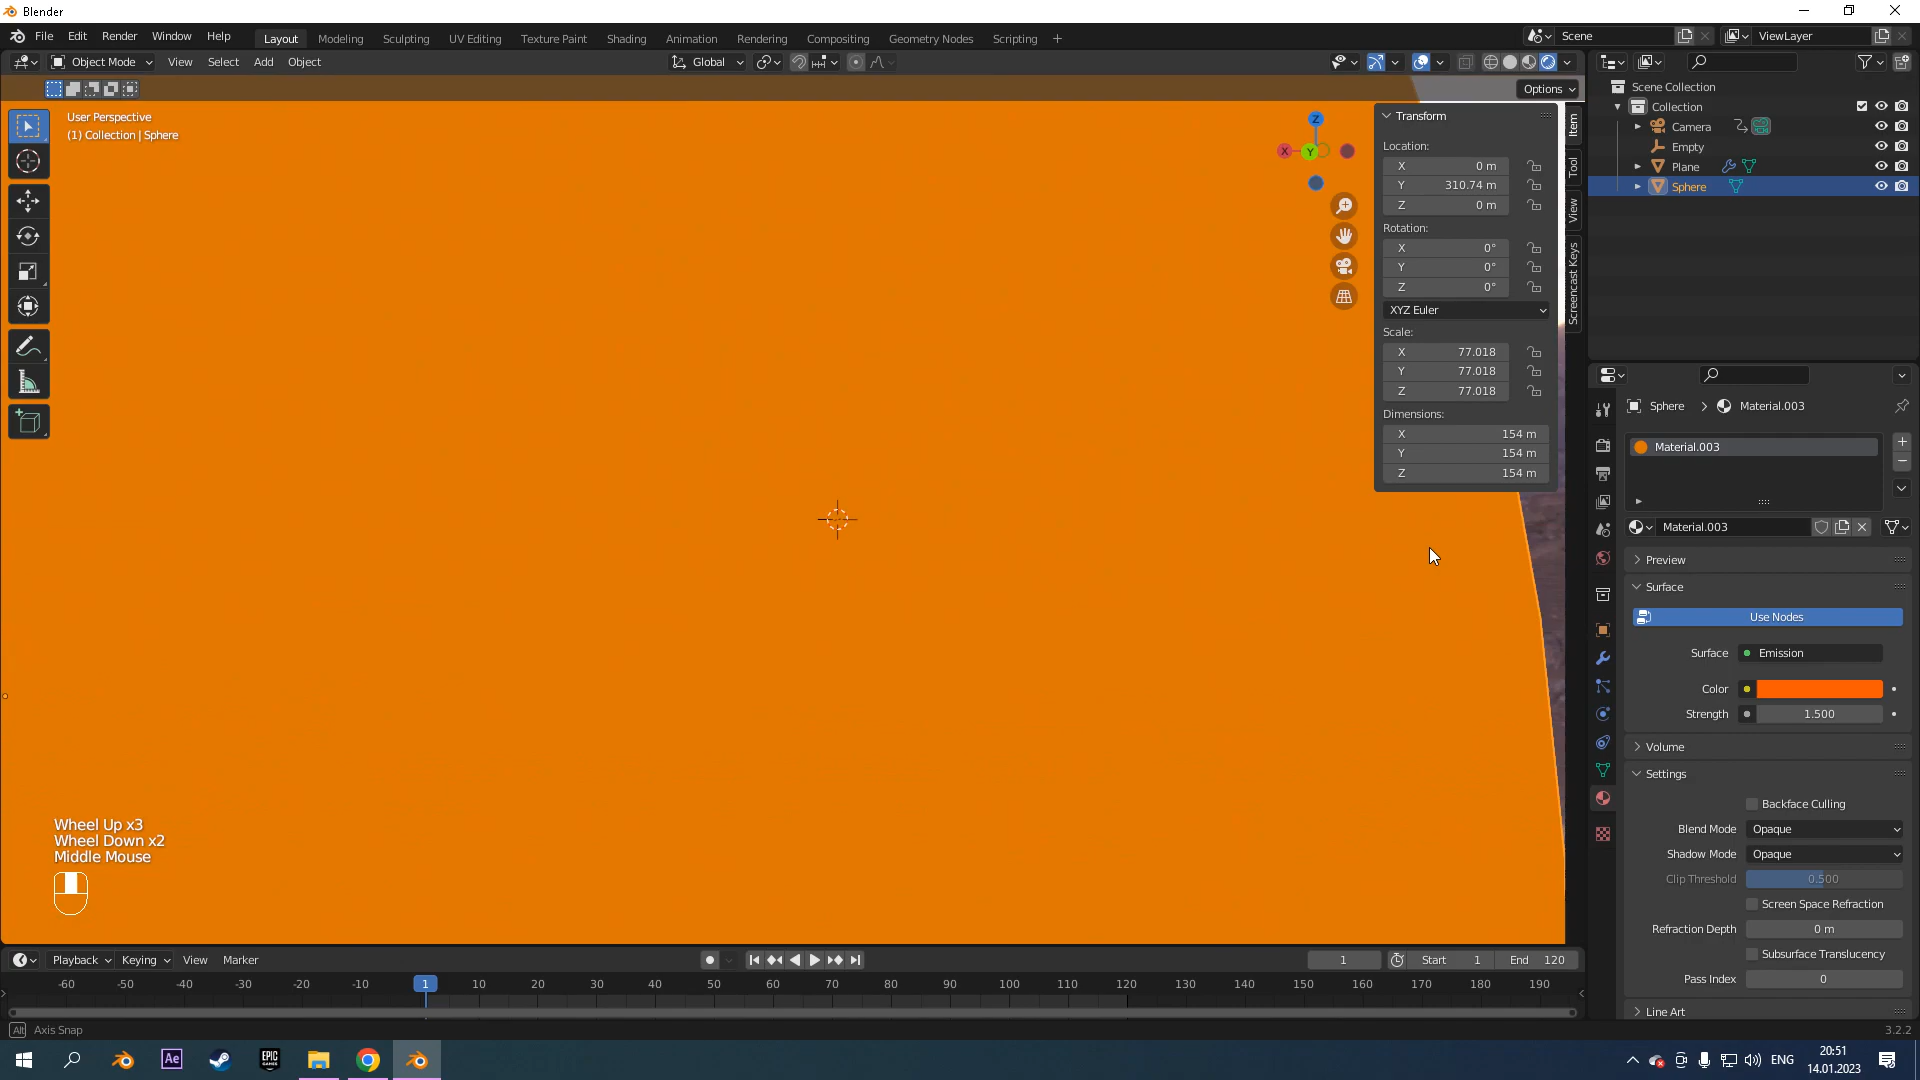 Blender
File Edit Render Window Help Layout Modeling Sculpting UV Editing Texture Paint Shading Animation Rendering Compositing Geometry Nodes Scripting + Scene ViewLayer
Object Mode View Select Add Object Global
Options
User Perspective
(1) Collection | Sphere
Z
X
Y
Transform
Location:
X 0 m
Y 310.74 m
Z 0 m
Rotation:
X 0°
Y 0°
Z 0°
XYZ Euler
Scale:
X 77.018
Y 77.018
Z 77.018
Dimensions:
X 154 m
Y 154 m
Z 154 m
Item
Tool
View
Screencast Keys
Scene Collection
Collection
Camera
Empty
Plane
Sphere
Sphere > Material.003
Material.003
Material.003
Preview
Surface
Use Nodes
Surface Emission
Color
Strength 1.500
Volume
Settings
Backface Culling
Blend Mode Opaque
Shadow Mode Opaque
Clip Threshold 0.500
Screen Space Refraction
Refraction Depth 0 m
Subsurface Translucency
Pass Index 0
Line Art
Wheel Up x3
Wheel Down x2
Middle Mouse
Playback Keying View Marker 1 Start 1 End 120
-60 -50 -40 -30 -20 -10 1 10 20 30 40 50 60 70 80 90 100 110 120 130 140 150 160 170 180 190
Alt Axis Snap 3.2.2
Ae EPIC GAMES ENG 20:51
14.01.2023